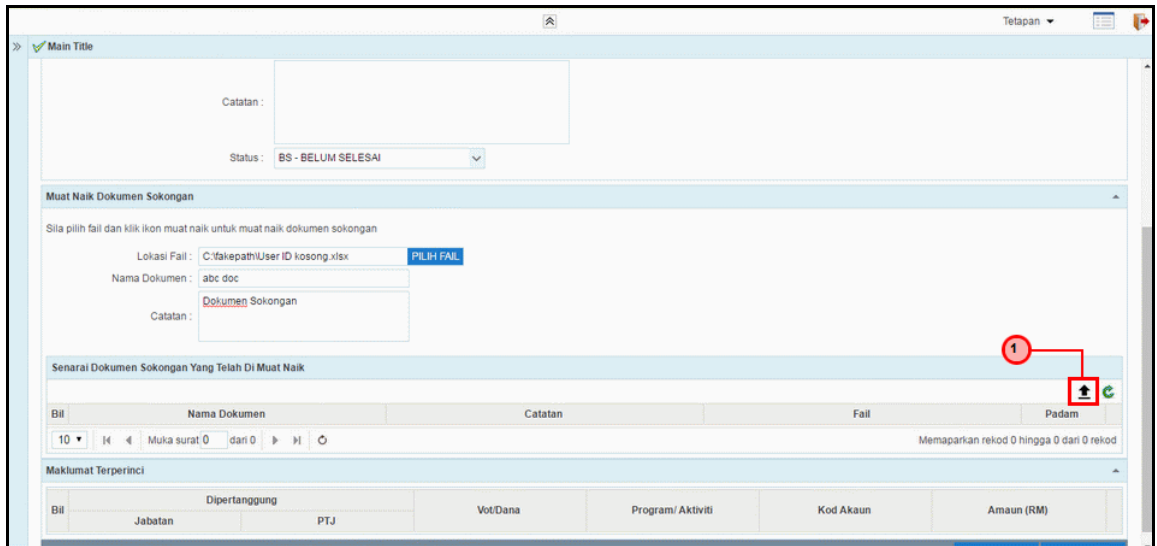 Tetapan
Main Title
Catatan :
Status : BS - BELUM SELESAI
Muat Naik Dokumen Sokongan
Sila pilih fail dan klik ikon muat naik untuk muat naik dokumen sokongan
Lokasi Fail : C:\fakepath\User ID kosong.xlsx PILIH FAIL
Nama Dokumen : abc doc
Catatan : Dokumen Sokongan
1
Senarai Dokumen Sokongan Yang Telah Di Muat Naik
Bil Nama Dokumen Catatan Fail Padam
10 Muka surat 0 dari 0 Memaparkan rekod 0 hingga 0 dari 0 rekod
Maklumat Terperinci
Bil Dipertanggung Vot/Dana Program/ Aktiviti Kod Akaun Amaun (RM)
Jabatan PTJ